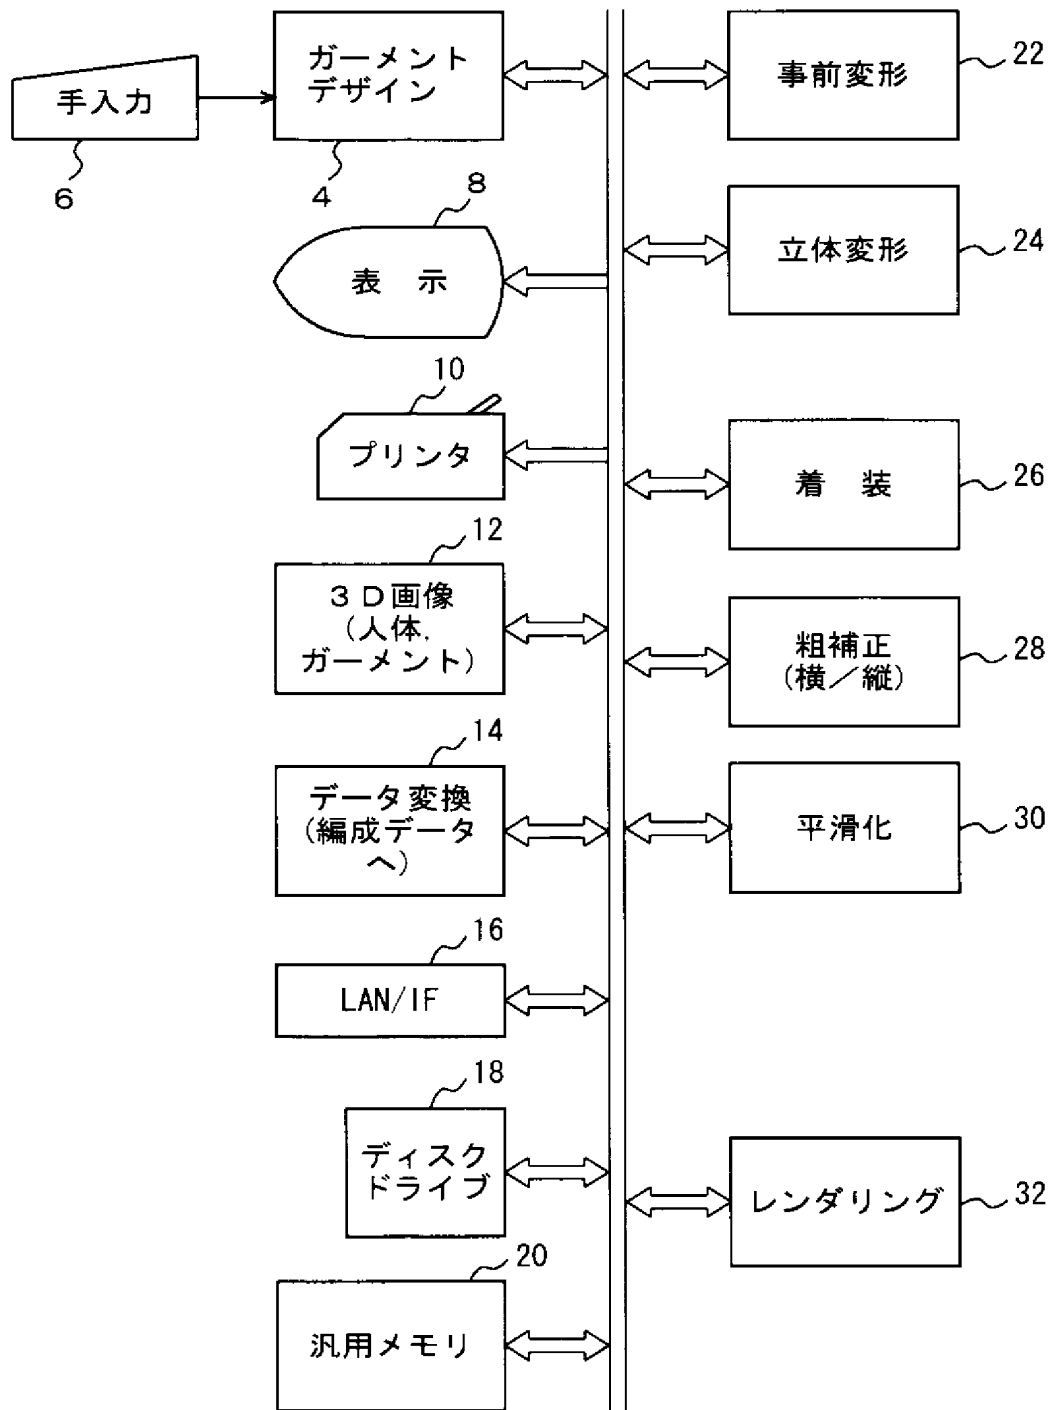 ガーメント
デザイン
4
手入力
6
表　示
8
プリンタ
10
３Ｄ画像
(人体,
ガーメント)
12
データ変換
(編成データ
へ)
14
LAN/IF
16
ディスク
ドライブ
18
汎用メモリ
20
事前変形
22
立体変形
24
着　装
26
粗補正
(横／縦)
28
平滑化
30
レンダリング
32